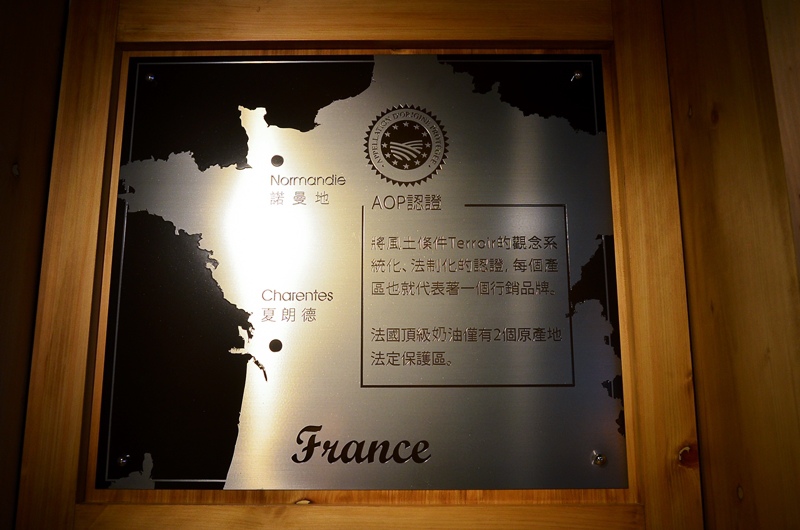 APPELLATION D'ORIGINE PROTÉGÉE
Normandie
諾曼地
AOP認證
將風土條件Terroir的觀念系
統化、法制化的認證,每個產
區也就代表著一個行銷品牌。
Charentes
夏朗德
法國頂級奶油僅有2個原產地
法定保護區。
France